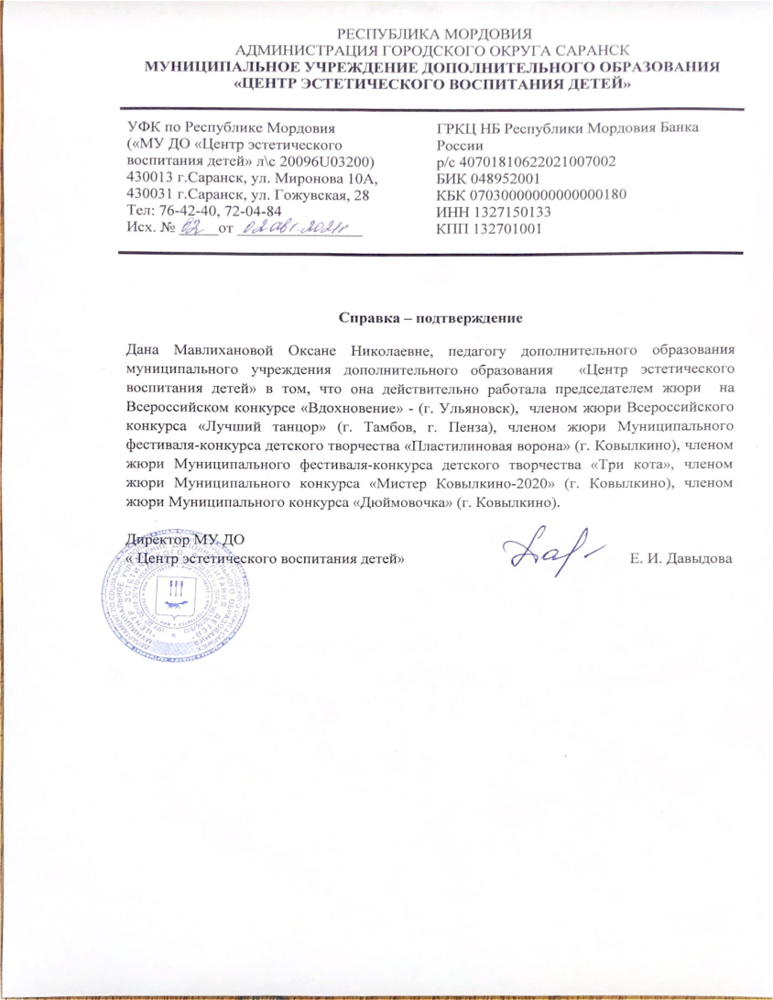 РЕСПУБЛИКА МОРДОВИЯ
АДМИНИСТРАЦИЯ ГОРОДСКОГО ОКРУГА САРАНСК
МУНИЦИПАЛЬНОЕ УЧРЕЖДЕНИЕ ДОПОЛНИТЕЛЬНОГО ОБРАЗОВАНИЯ
«ЦЕНТР ЭСТЕТИЧЕСКОГО ВОСПИТАНИЯ ДЕТЕЙ»
УФК по Республике Мордовия
(«МУ ДО «Центр эстетического
воспитания детей» л\с 20096U03200)
430013 г.Саранск, ул. Миронова 10А,
430031 г.Саранск, ул. Гожувская, 28
Тел: 76-42-40, 72-04-84
Исх. № от 02 авг. 2021г
ГРКЦ НБ Республики Мордовия Банка
России
р/с 40701810622021007002
БИК 048952001
КБК 07030000000000000180
ИНН 1327150133
КПП 132701001
Справка – подтверждение
Дана Мавлихановой Оксане Николаевне, педагогу дополнительного образования
муниципального учреждения дополнительного образования «Центр эстетического
воспитания детей» в том, что она действительно работала председателем жюри на
Всероссийском конкурсе «Вдохновение» - (г. Ульяновск), членом жюри Всероссийского
конкурса «Лучший танцор» (г. Тамбов, г. Пенза), членом жюри Муниципального
фестиваля-конкурса детского творчества «Пластилиновая ворона» (г. Ковылкино), членом
жюри Муниципального фестиваля-конкурса детского творчества «Три кота», членом
жюри Муниципального конкурса «Мистер Ковылкино-2020» (г. Ковылкино), членом
жюри Муниципального конкурса «Дюймовочка» (г. Ковылкино).
Директор МУ ДО
« Центр эстетического воспитания детей»
Е. И. Давыдова